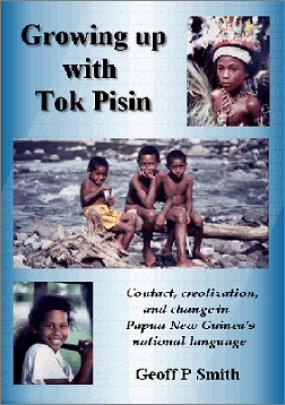 Growing up
with
Tok Pisin
Contact, creolization,
and change in
Papua New Guinea's
national language
Geoff P Smith